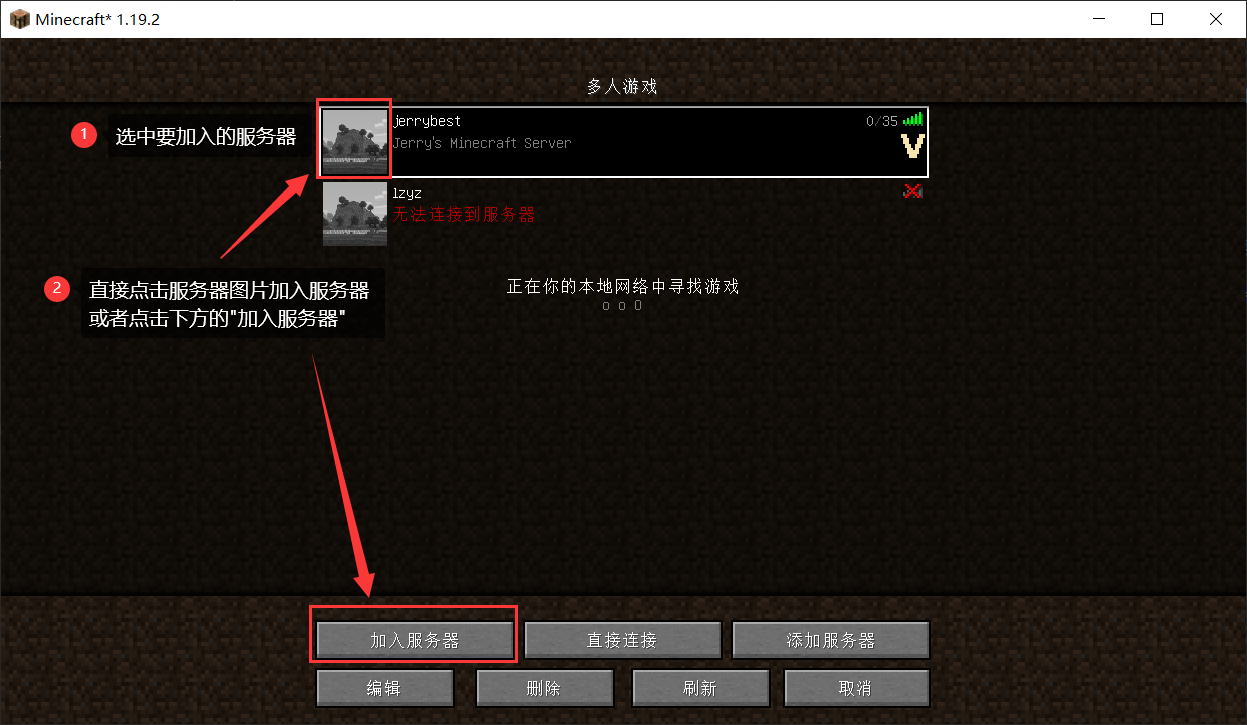 Minecraft* 1.19.2
多人游戏
1 选中要加入的服务器
jerrybest
0/35
Jerry's Minecraft Server
V
lzyz
无法连接到服务器
2 直接点击服务器图片加入服务器
或者点击下方的"加入服务器"
正在你的本地网络中寻找游戏
o o O
加入服务器
直接连接
添加服务器
编辑
删除
刷新
取消